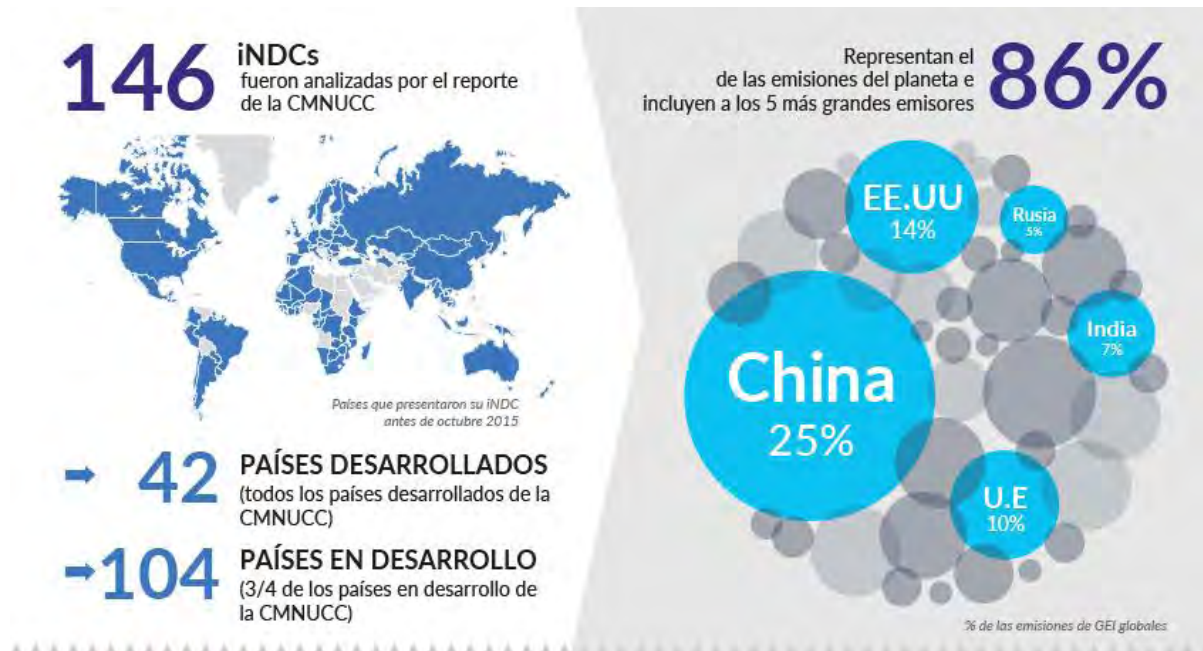 146 iNDCs
fueron analizadas por el reporte
de la CMNUCC
Países que presentaron su iNDC
antes de octubre 2015
42 PAÍSES DESARROLLADOS
(todos los países desarrollados de la
CMNUCC)
104 PAÍSES EN DESARROLLO
(3/4 de los países en desarrollo de
la CMNUCC)
Representan el
de las emisiones del planeta e
incluyen a los 5 más grandes emisores
86%
EE.UU
14%
Rusia
5%
India
7%
China
25%
U.E
10%
% de las emisiones de GEI globales